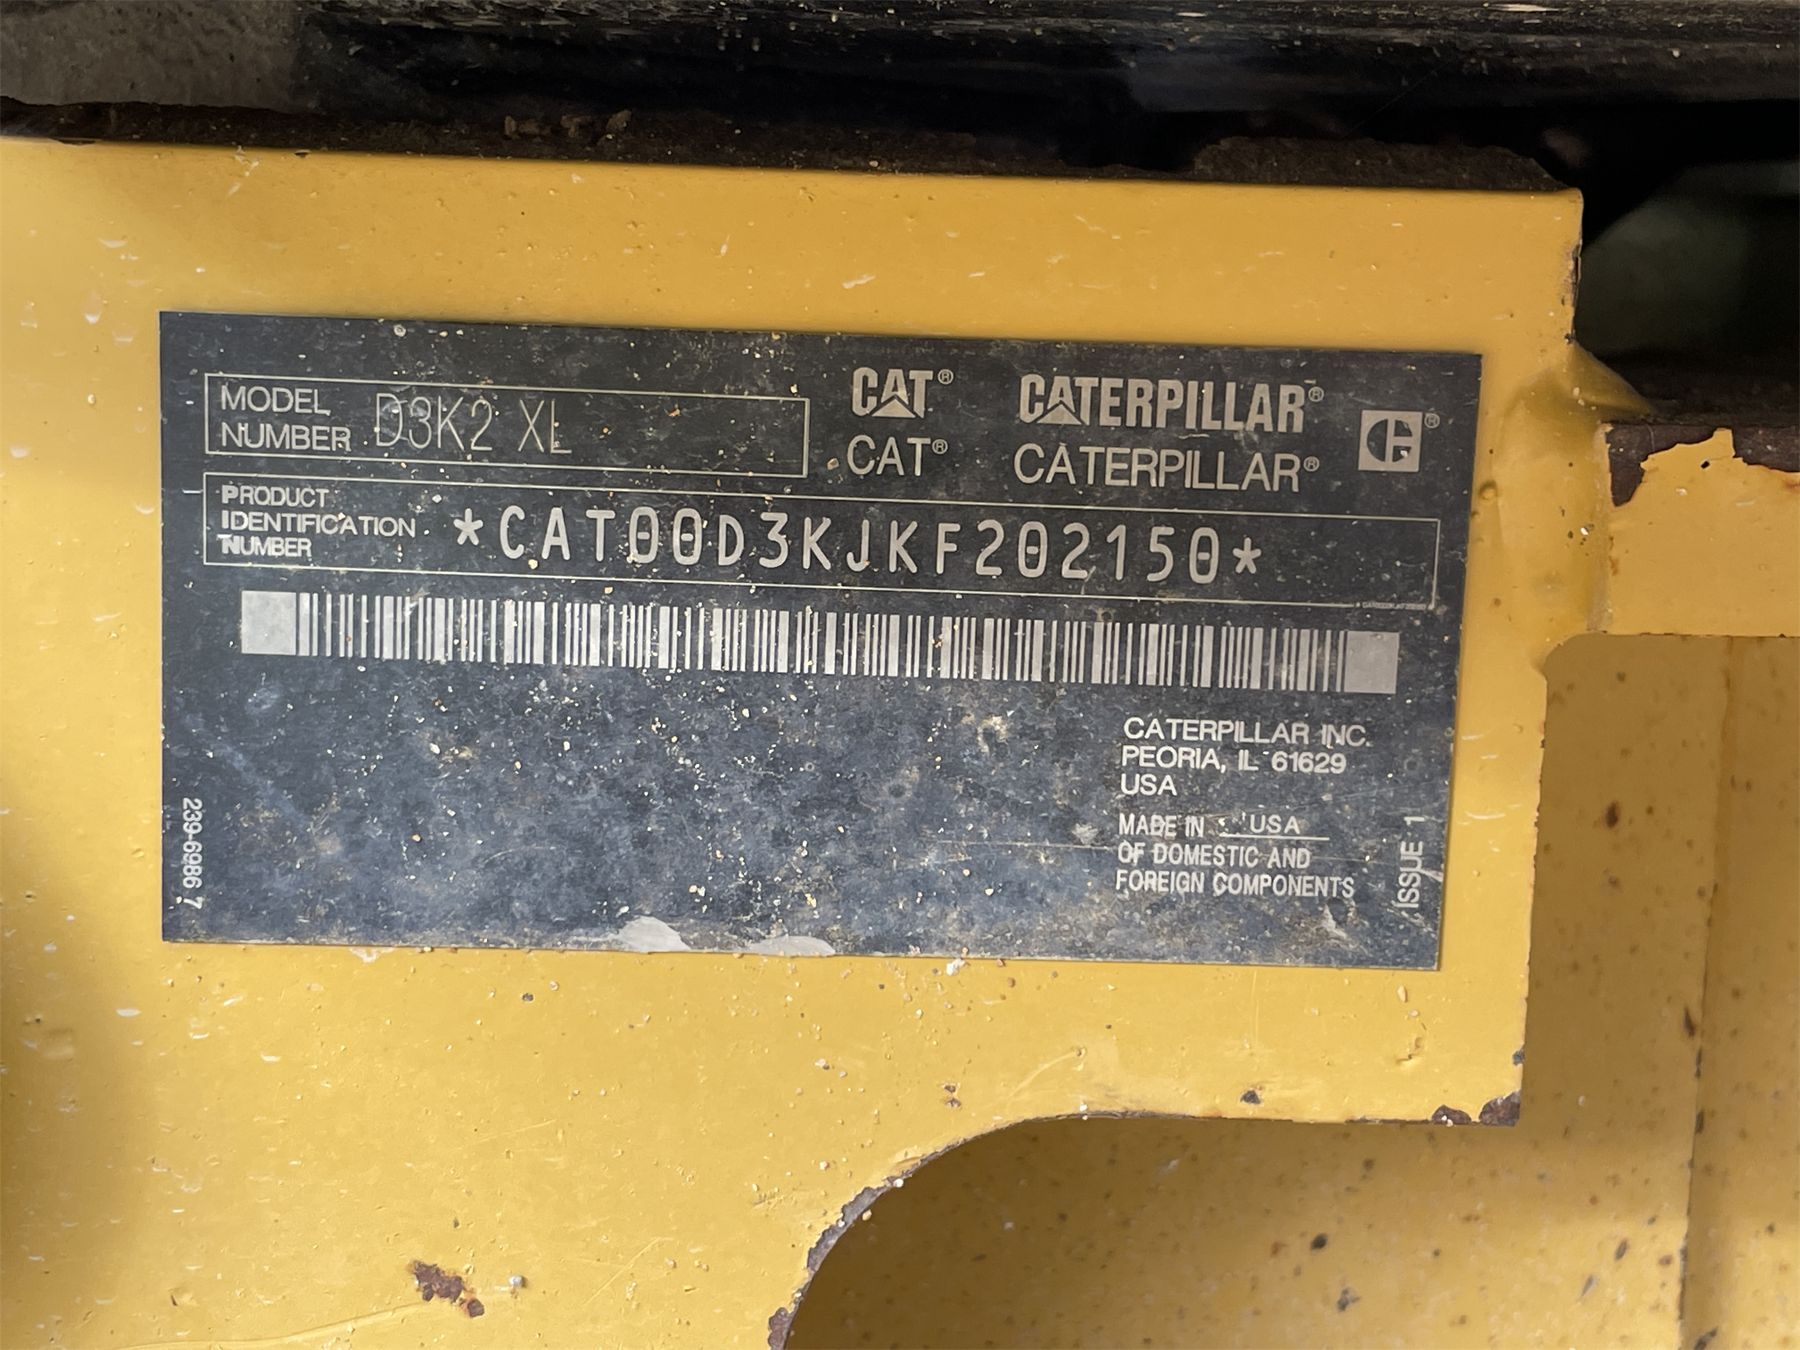 MODEL
NUMBER D3K2 XL
CAT® CATERPILLAR®
CAT® CATERPILLAR®
PRODUCT
IDENTIFICATION
NUMBER
*CAT00D3KJKF202150*
CATERPILLAR INC.
PEORIA, IL 61629
USA
MADE IN USA
OF DOMESTIC AND
FOREIGN COMPONENTS
239-6986 7
ISSUE 1